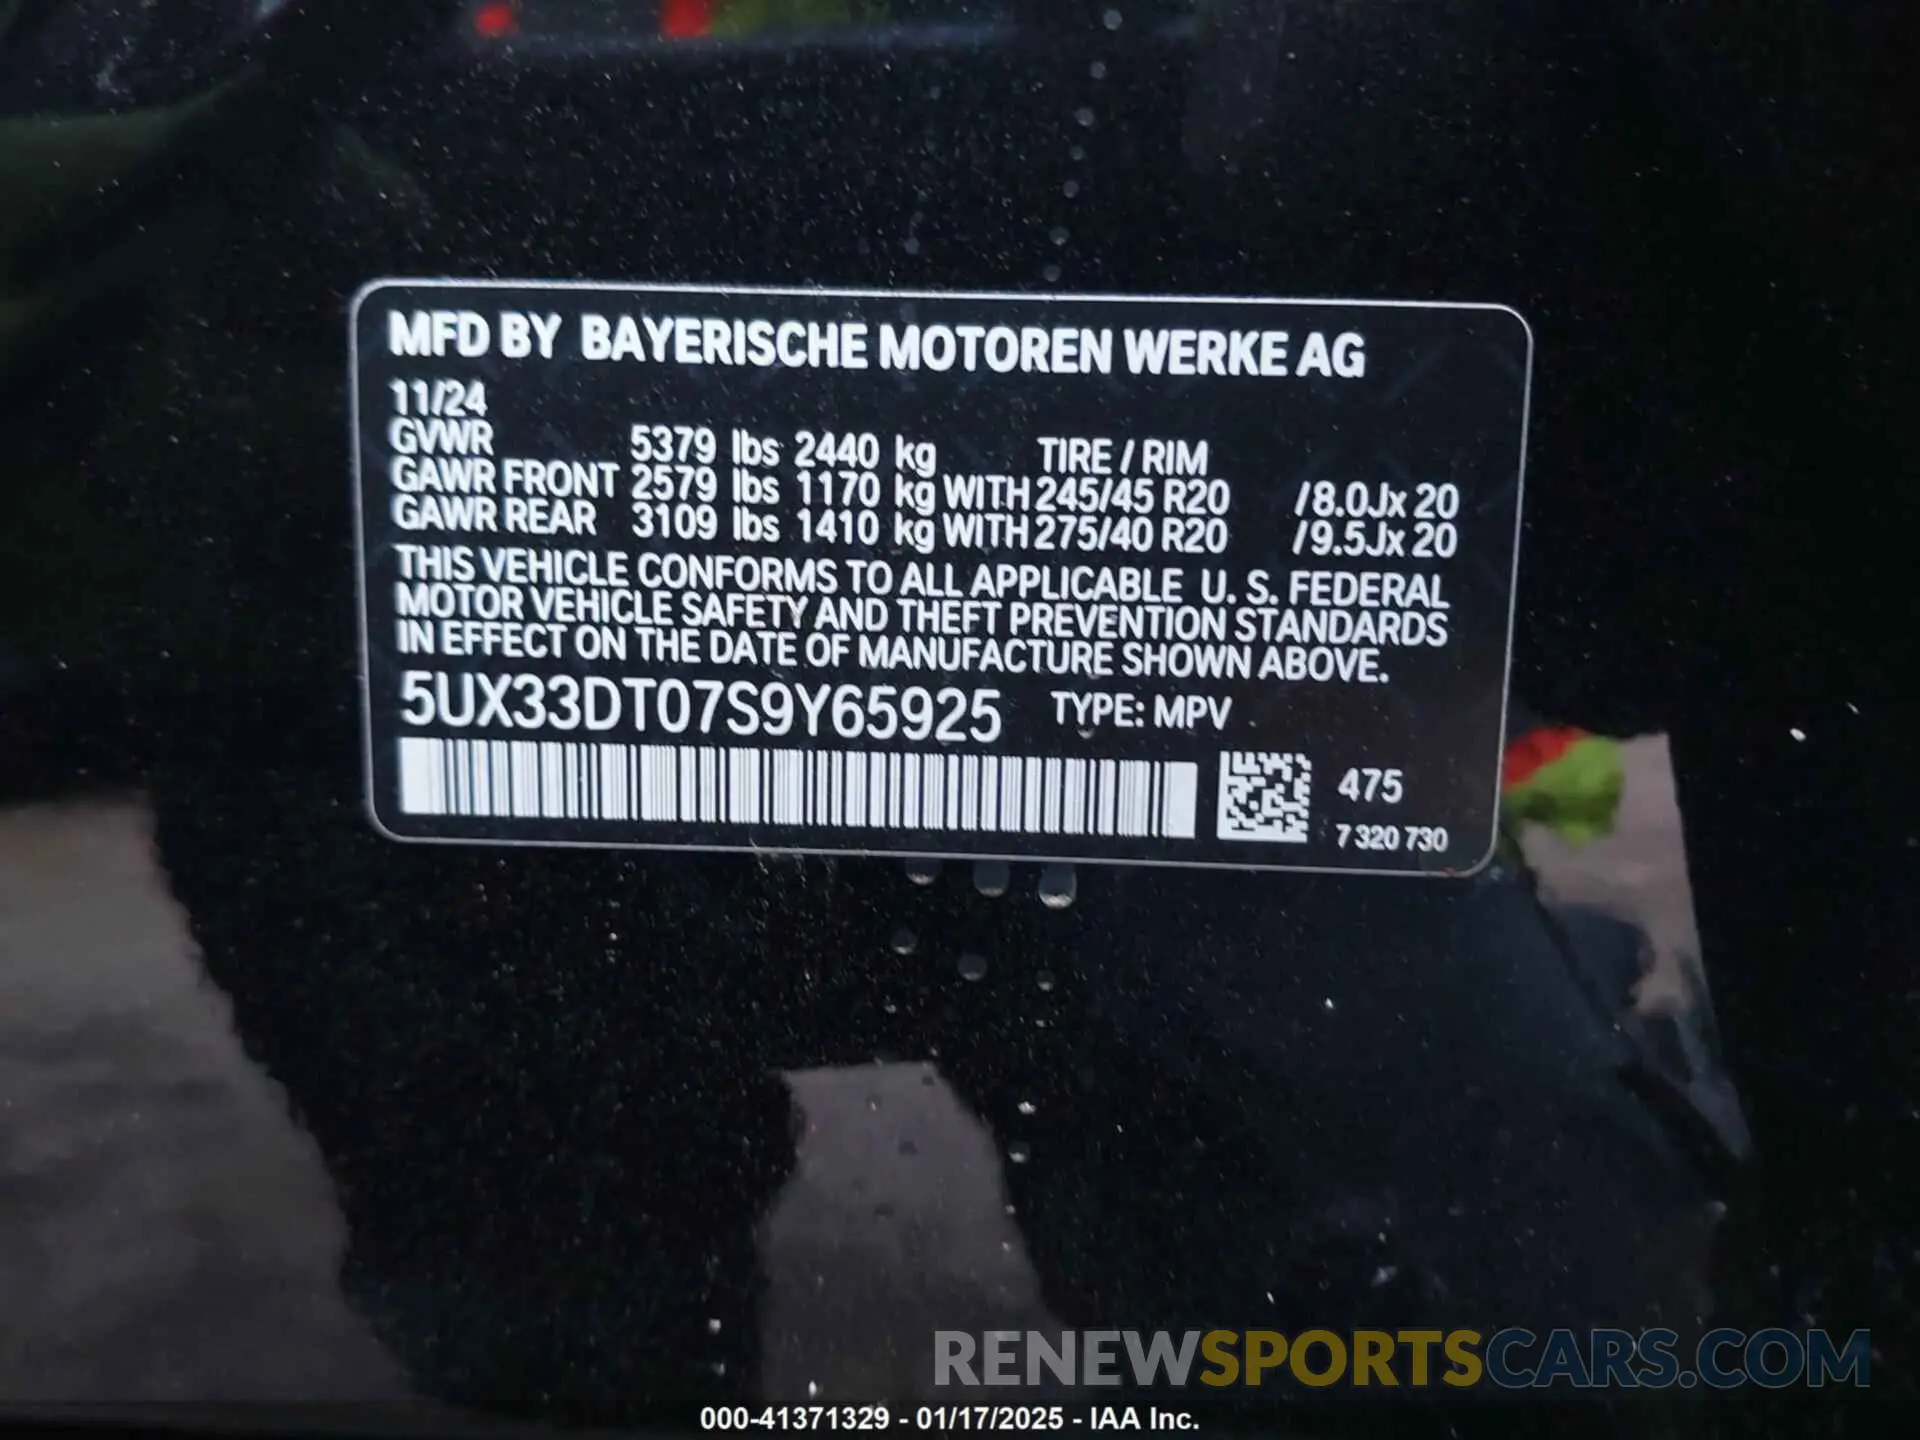 MFD BY BAYERISCHE MOTOREN WERKE AG
11/24
GVWR 5379 lbs 2440 kg TIRE / RIM
GAWR FRONT 2579 lbs 1170 kg WITH 245/45 R20 /8.0Jx 20
GAWR REAR 3109 lbs 1410 kg WITH 275/40 R20 /9.5Jx 20
THIS VEHICLE CONFORMS TO ALL APPLICABLE U. S. FEDERAL
MOTOR VEHICLE SAFETY AND THEFT PREVENTION STANDARDS
IN EFFECT ON THE DATE OF MANUFACTURE SHOWN ABOVE.
5UX33DT07S9Y65925 TYPE: MPV
475
7 320 730
RENEWSPORTSCARS.COM
000-41371329 - 01/17/2025 - IAA Inc.